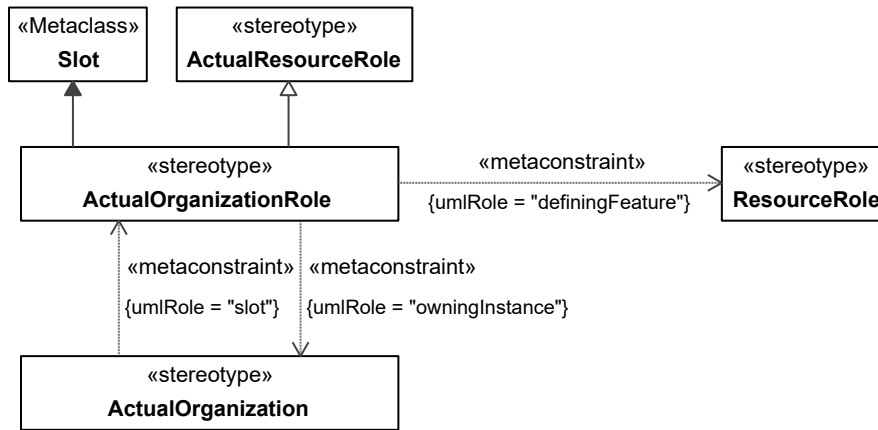 «Metaclass»
Slot
«stereotype»
ActualResourceRole
«stereotype»
ActualOrganizationRole
«metaconstraint»
{umlRole = "definingFeature"}
«stereotype»
ResourceRole
«metaconstraint»
{umlRole = "slot"}
«metaconstraint»
{umlRole = "owningInstance"}
«stereotype»
ActualOrganization